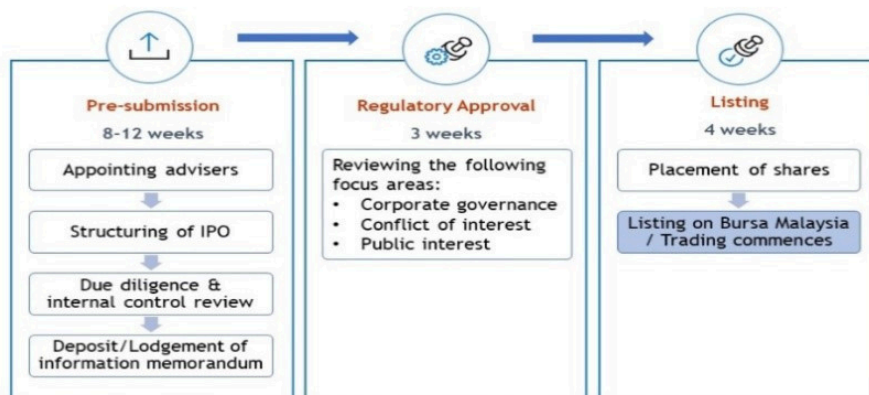 Pre-submission
8-12 weeks
Appointing advisers
Structuring of IPO
Due diligence &
internal control review
Deposit/Lodgement of
information memorandum
Regulatory Approval
3 weeks
Reviewing the following
focus areas:
• Corporate governance
• Conflict of interest
• Public interest
Listing
4 weeks
Placement of shares
Listing on Bursa Malaysia
/ Trading commences